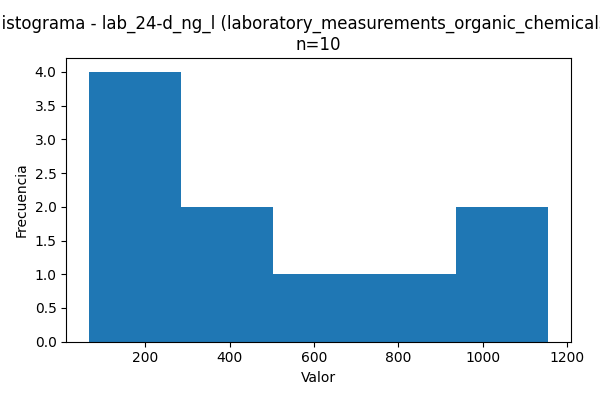 istograma - lab_24-d_ng_l (laboratory_measurements_organic_chemical
n=10
4.0
3.5
3.0
2.5
2.0
1.5
1.0
0.5
0.0
Frecuencia
200 400 600 800 1000 1200
Valor